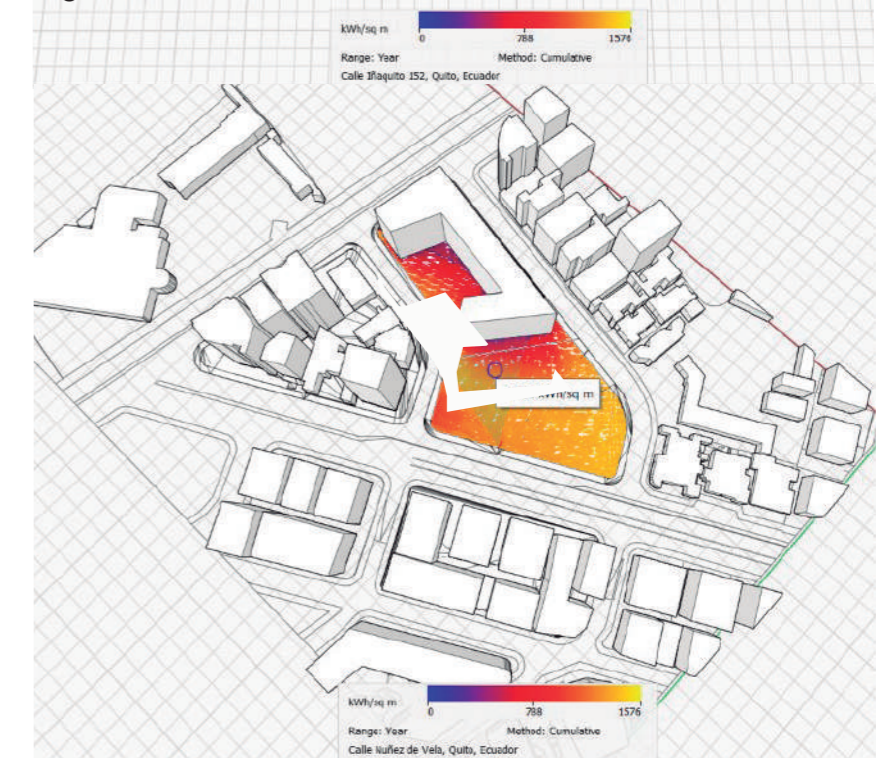 kWh/sq m
0 788 1576
Range: Year Method: Cumulative
Calle Iñaquito 152, Quito, Ecuador
kWh/sq m
kWh/sq m
0 788 1576
Range: Year Method: Cumulative
Calle Nuñez de Vela, Quito, Ecuador